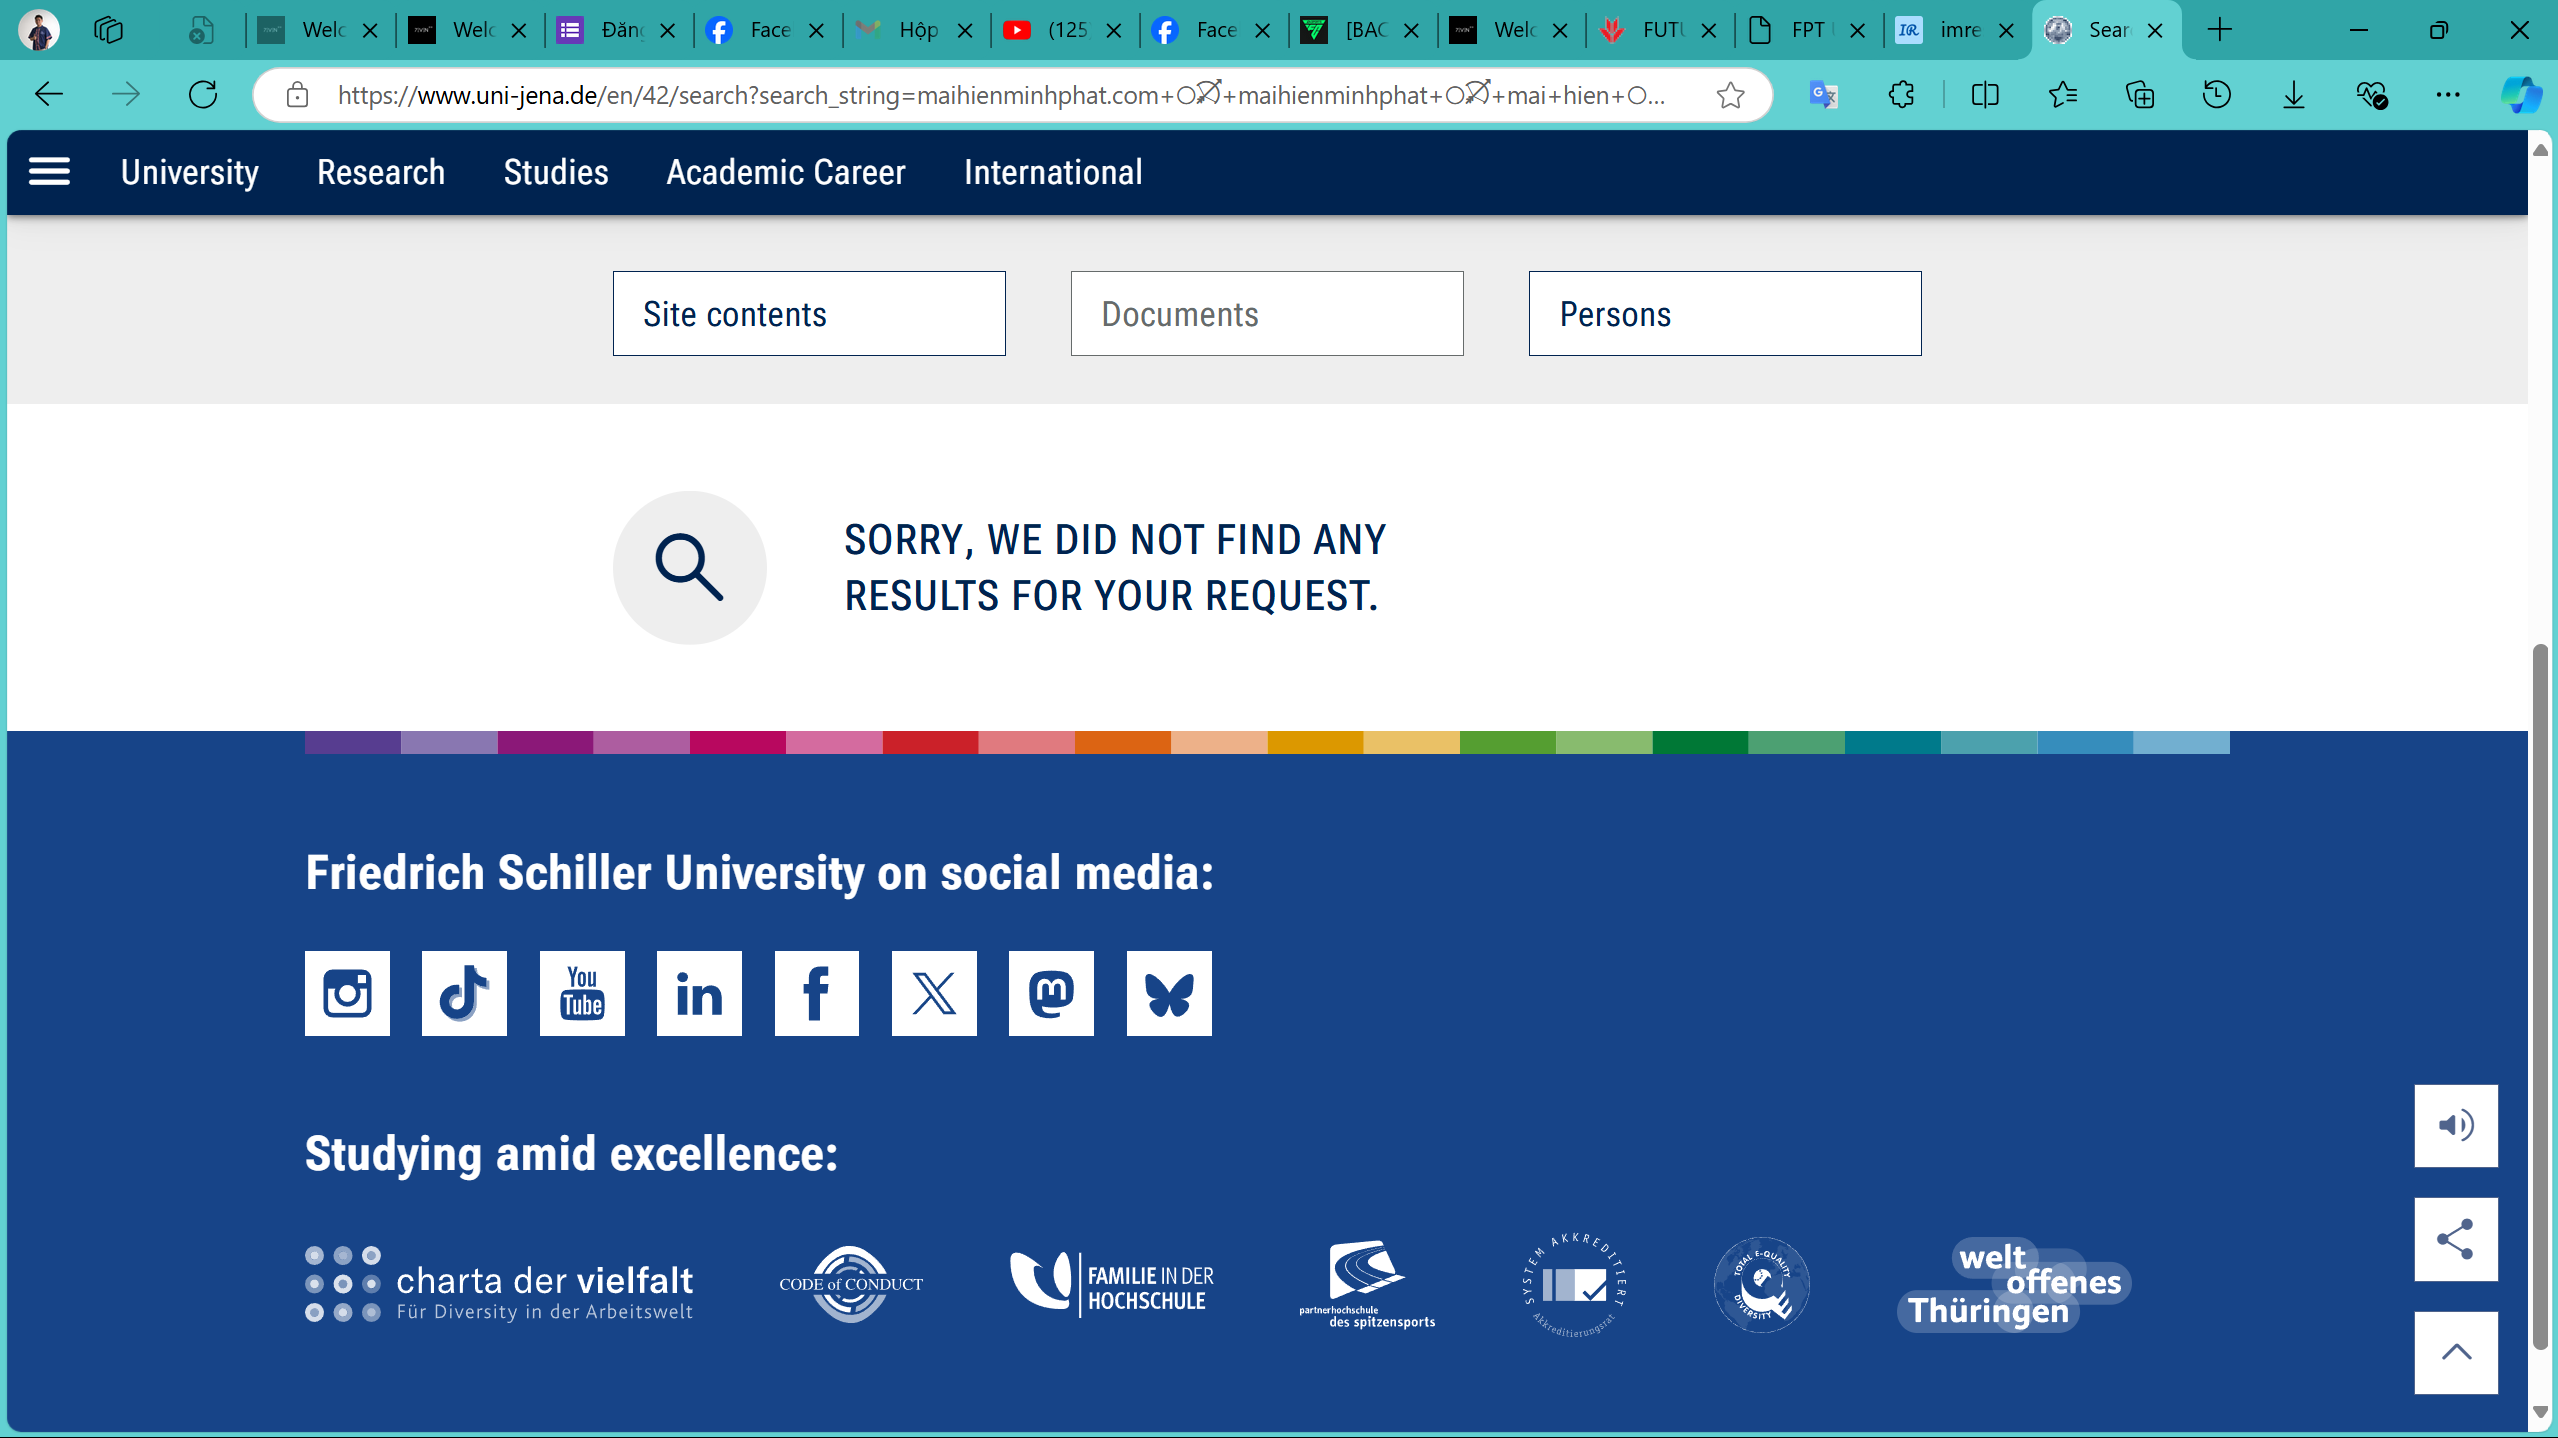 Welc
Welc
Đăng
Face
Hộp
(125
Face
[BAC
Welc
FUTU
FPT U
imre
Sear
https://www.uni-jena.de/en/42/search?search_string=maihienminhphat.com+○🏹+maihienminhphat+○🏹+mai+hien+○...
University Research Studies Academic Career International
Site contents Documents Persons
SORRY, WE DID NOT FIND ANY
RESULTS FOR YOUR REQUEST.
Friedrich Schiller University on social media:
You
Tube
in
f
X
m
Studying amid excellence:
charta der vielfalt
Für Diversity in der Arbeitswelt
CODE of CONDUCT
FAMILIE IN DER
HOCHSCHULE
partnerhochschule
des spitzensports
SYSTEM AKKREDITIERT
Akkreditierungsrat
TOTAL E-QUALITY
DIVERSITY
welt
offenes
Thüringen